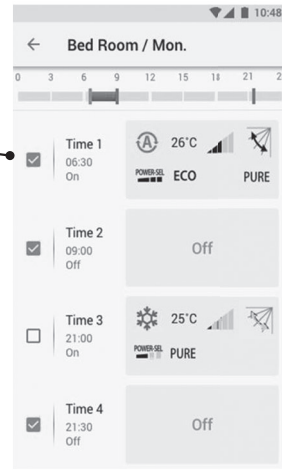 10:48
Bed Room / Mon.
0 3 6 9 12 15 18 21 2
Time 1
06:30
On
A 26°C
POWER-SEL ECO PURE
Time 2
09:00
Off
Off
Time 3
21:00
On
25°C
POWER-SEL PURE
Time 4
21:30
Off
Off